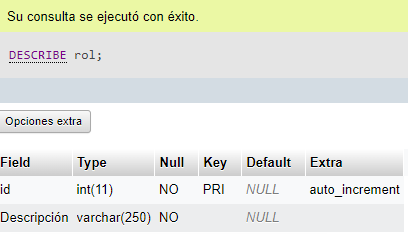 Su consulta se ejecutó con éxito.
DESCRIBE rol;
Opciones extra
Field Type Null Key Default Extra
id int(11) NO PRI NULL auto_increment
Descripción varchar(250) NO NULL